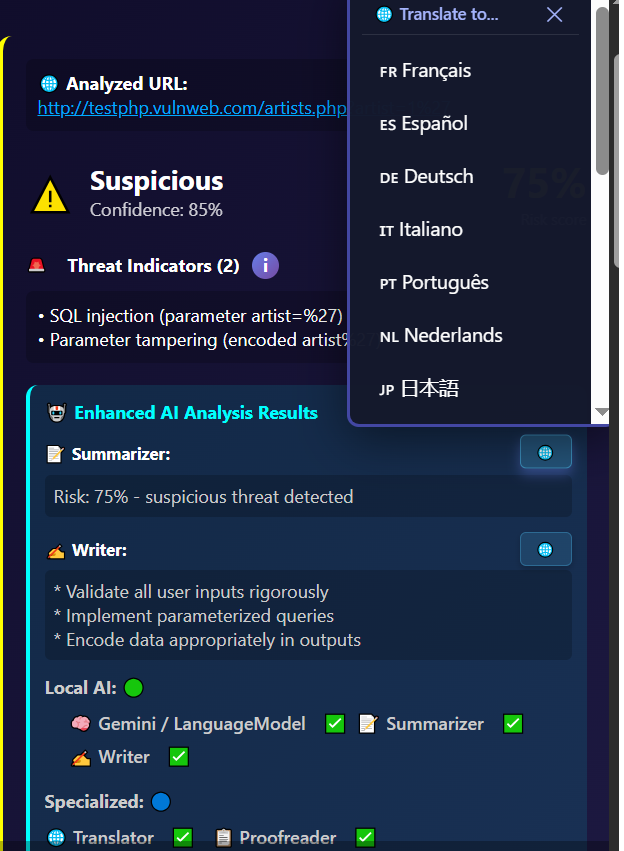 Translate to...
FR Français
ES Español
DE Deutsch
IT Italiano
PT Português
NL Nederlands
JP 日本語
Analyzed URL:
http://testphp.vulnweb.com/artists.php
Suspicious
Confidence: 85%
75%
Threat Indicators (2) i
• SQL injection (parameter artist=%27)
• Parameter tampering (encoded artist%27
Enhanced AI Analysis Results
Summarizer:
Risk: 75% - suspicious threat detected
Writer:
* Validate all user inputs rigorously
* Implement parameterized queries
* Encode data appropriately in outputs
Local AI:
Gemini / LanguageModel Summarizer
Writer
Specialized:
Translator Proofreader